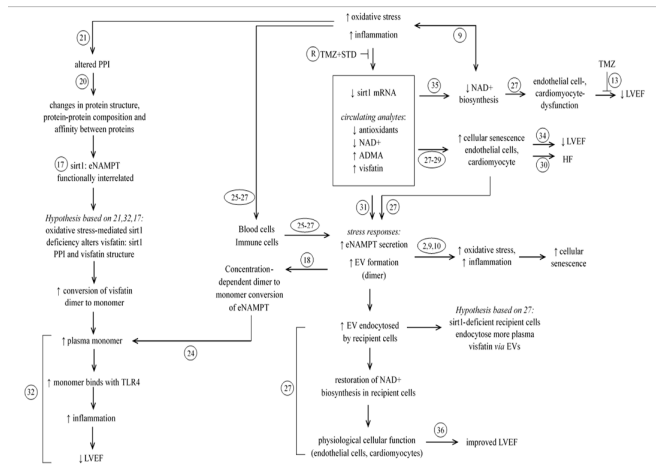 ↑ oxidative stress
↑ inflammation
21
9
R TMZ+STD
altered PPI
20
changes in protein structure,
protein-protein composition and
affinity between proteins
17 sirt1: eNAMPT
functionally interrelated
Hypothesis based on 21,32,17:
oxidative stress-mediated sirt1
deficiency alters visfatin: sirt1
PPI and visfatin structure
↑ conversion of visfatin
dimer to monomer
↑ plasma monomer
32
↑ monomer binds with TLR4
↑ inflammation
↓ LVEF
25-27
Blood cells
Immune cells
25-27
18
Concentration-
dependent dimer to
monomer conversion
of eNAMPT
24
↓ sirt1 mRNA
circulating analytes:
↓ antioxidants
↓ NAD+
↑ ADMA
↑ visfatin
35
↓ NAD+
biosynthesis
27
endothelial cell-,
cardiomyocyte-
dysfunction
TMZ
13
↓ LVEF
27-29
↑ cellular senescence
endothelial cells,
cardiomyocyte
34
↓ LVEF
30
HF
31
27
stress responses:
↑ eNAMPT secretion
↑ EV formation
(dimer)
2,9,10
↑ oxidative stress,
↑ inflammation
↑ cellular
senescence
↑ EV endocytosed
by recipient cells
Hypothesis based on 27:
sirt1-deficient recipient cells
endocytose more plasma
visfatin via EVs
27
restoration of NAD+
biosynthesis in recipient cells
physiological cellular function
(endothelial cells, cardiomyocytes)
36
improved LVEF